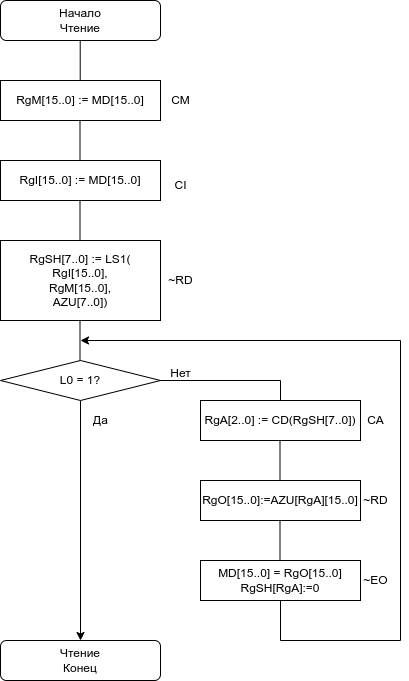 Начало
Чтение
RgM[15..0] := MD[15..0]
CM
RgI[15..0] := MD[15..0]
CI
RgSH[7..0] := LS1(
RgI[15..0],
RgM[15..0],
AZU[7..0])
~RD
L0 = 1?
Нет
Да
RgA[2..0] := CD(RgSH[7..0])
CA
RgO[15..0]:=AZU[RgA][15..0]
~RD
MD[15..0] = RgO[15..0]
RgSH[RgA]:=0
~EO
Чтение
Конец